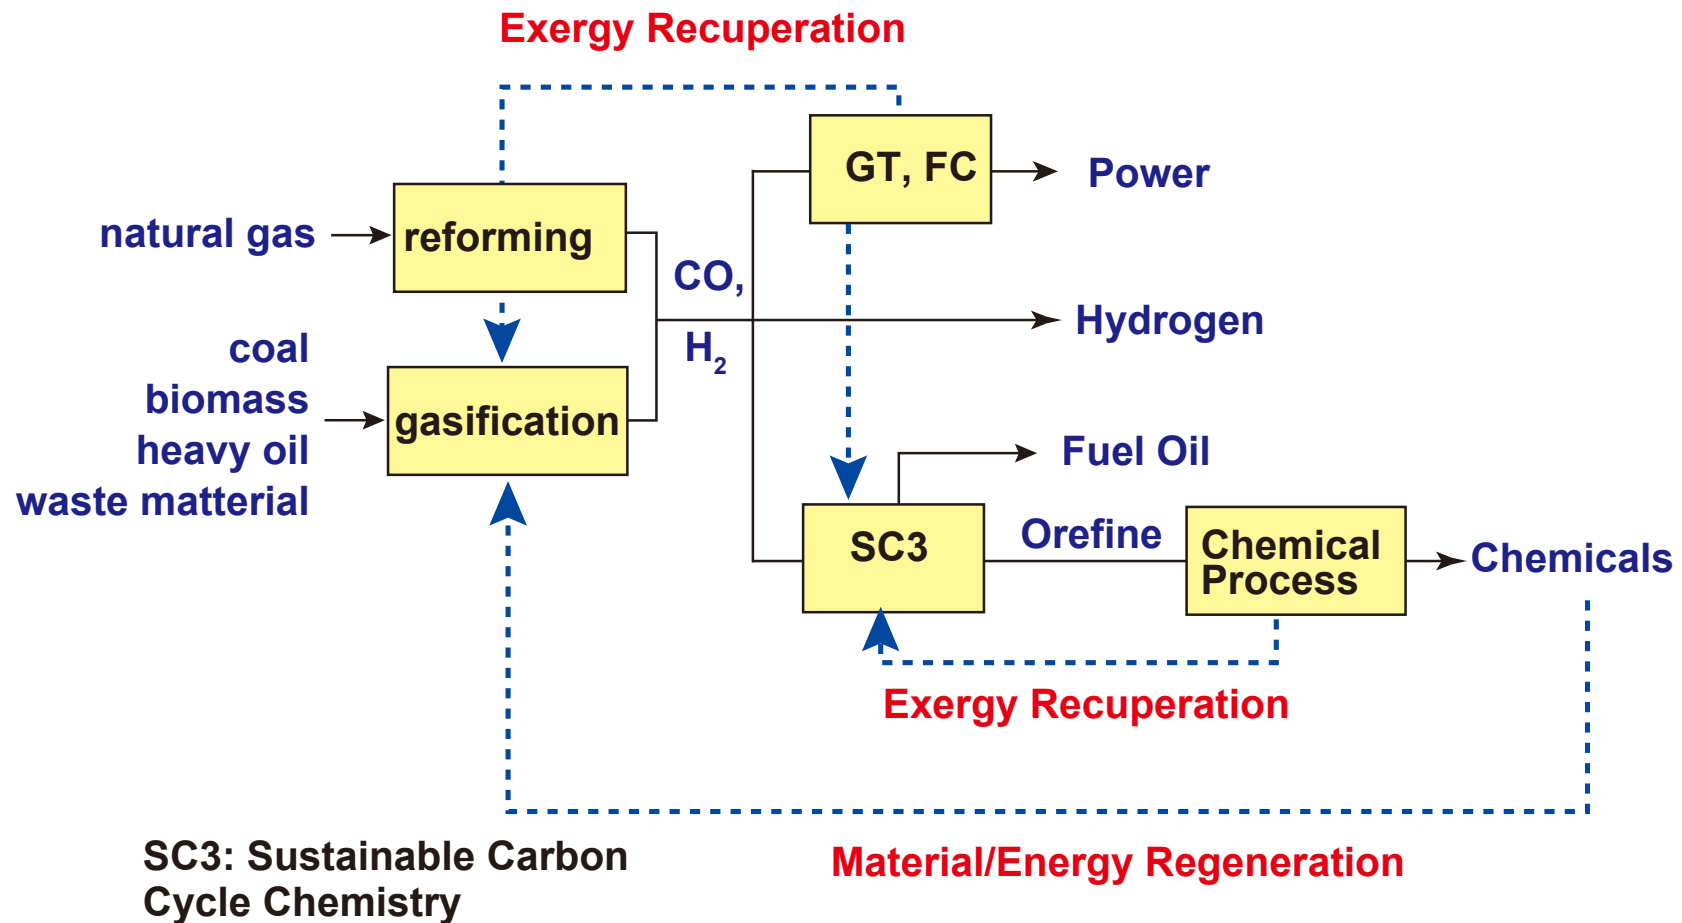 Exergy Recuperation
GT, FC
Power
natural gas
reforming
CO,
H2
Hydrogen
coal
biomass
heavy oil
waste matterial
gasification
Fuel Oil
SC3
Orefine
Chemical
Process
Chemicals
Exergy Recuperation
SC3: Sustainable Carbon
Cycle Chemistry
Material/Energy Regeneration